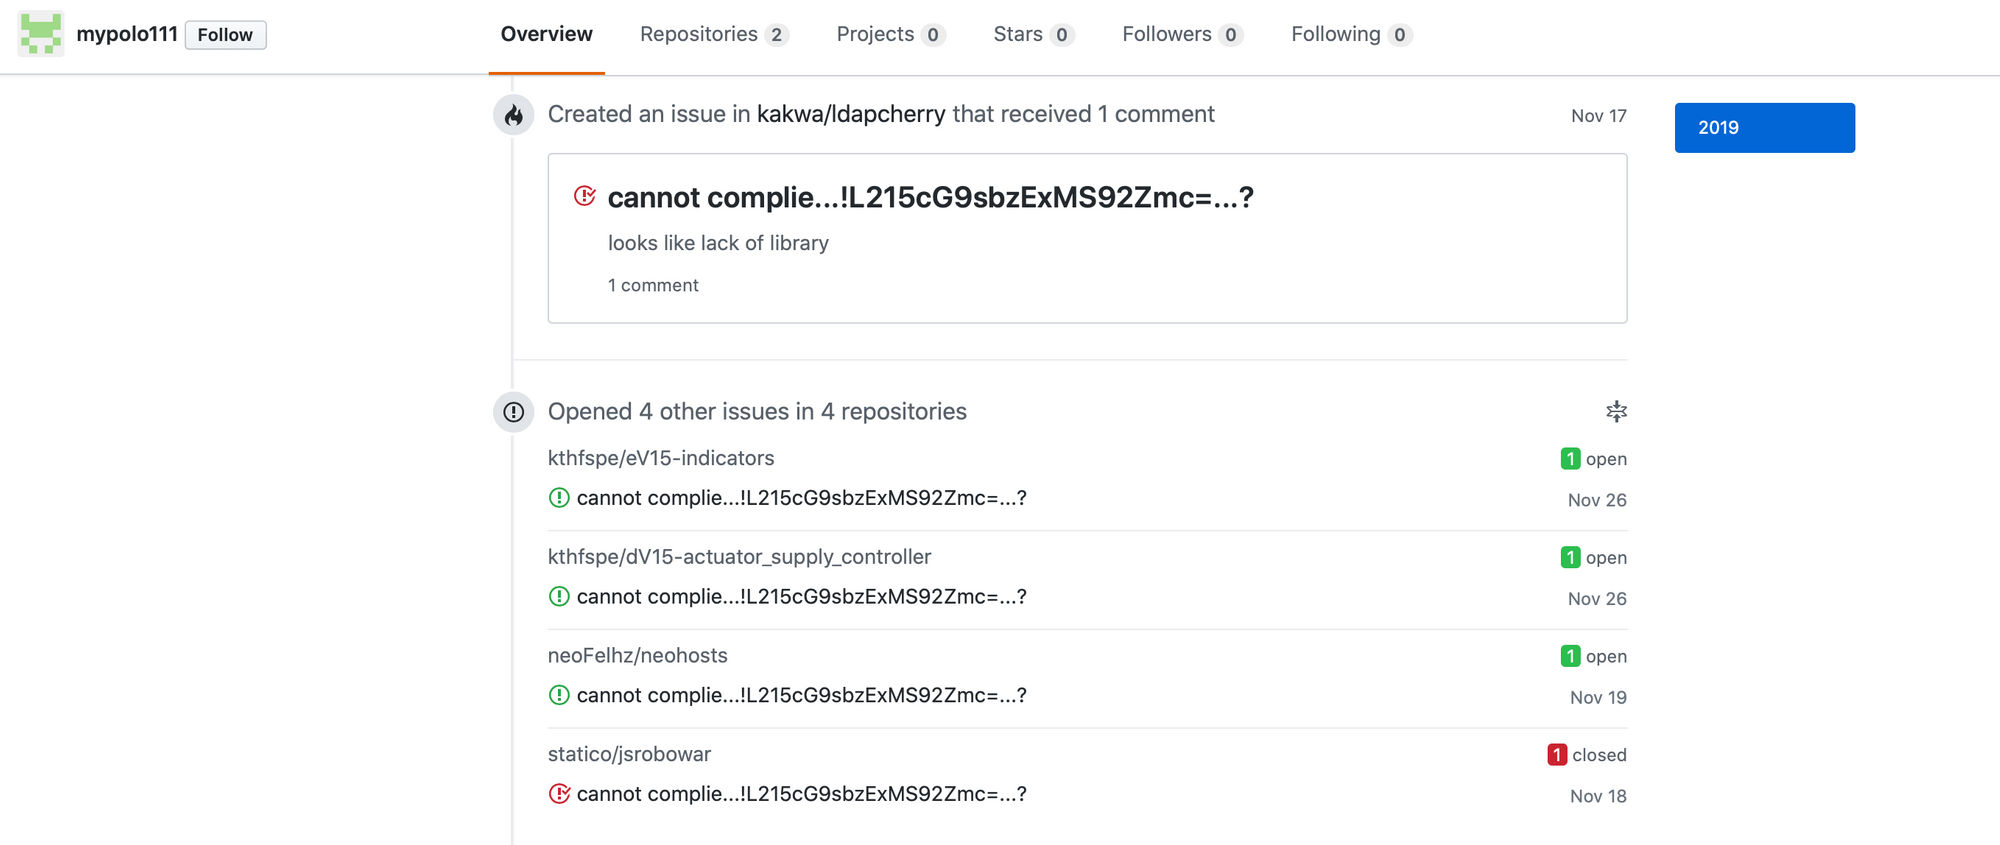 mypolo111 Follow Overview Repositories 2 Projects 0 Stars 0 Followers 0 Following 0
Created an issue in kakwa/ldapcherry that received 1 comment Nov 17
2019
cannot complie...!L215cG9sbzExMS92Zmc=...?
looks like lack of library
1 comment
Opened 4 other issues in 4 repositories
kthfspe/eV15-indicators 1 open
cannot complie...!L215cG9sbzExMS92Zmc=...? Nov 26
kthfspe/dV15-actuator_supply_controller 1 open
cannot complie...!L215cG9sbzExMS92Zmc=...? Nov 26
neoFelhz/neohosts 1 open
cannot complie...!L215cG9sbzExMS92Zmc=...? Nov 19
statico/jsrobowar 1 closed
cannot complie...!L215cG9sbzExMS92Zmc=...? Nov 18